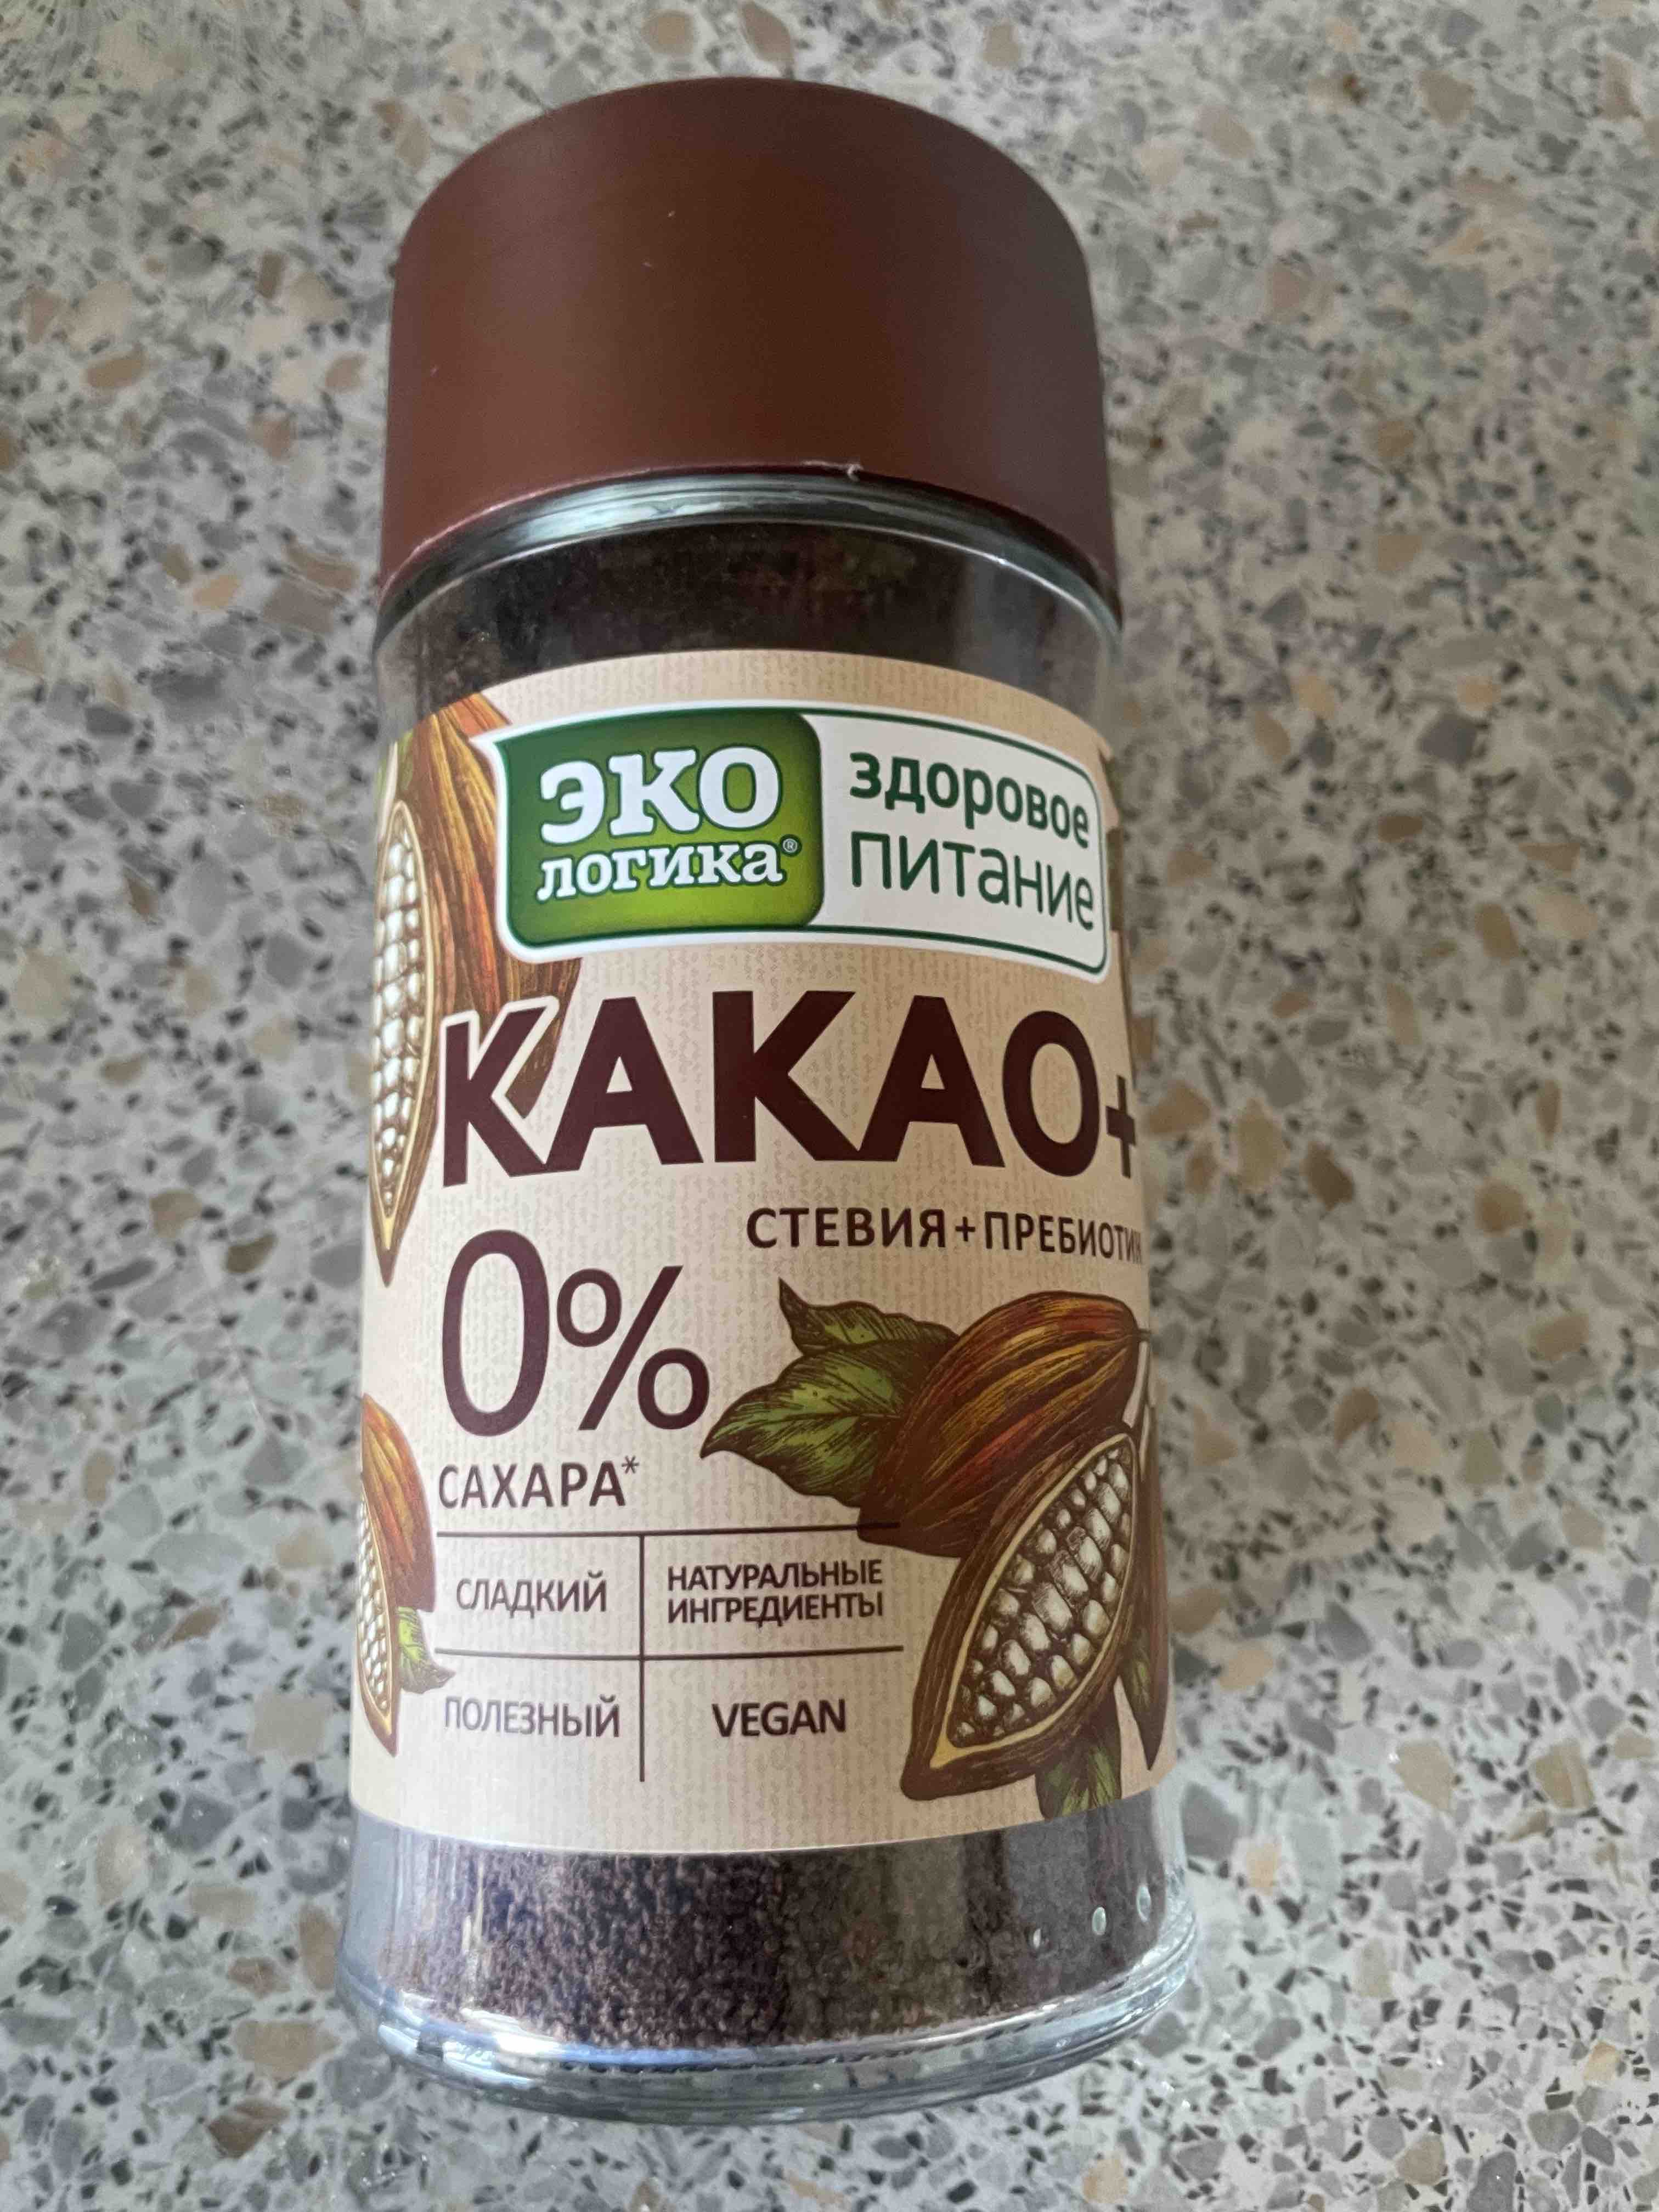 эко
логика®
здоровое
питание
КАКАО+
СТЕВИЯ+ПРЕБИОТИК
0%
САХАРА*
СЛАДКИЙ
НАТУРАЛЬНЫЕ
ИНГРЕДИЕНТЫ
ПОЛЕЗНЫЙ
VEGAN